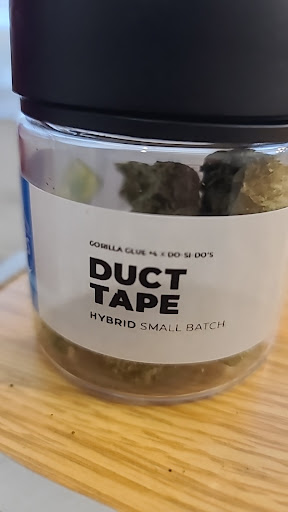 GORILLA GLUE #4 X DO-SI-DO'S
DUCT
TAPE
HYBRID SMALL BATCH